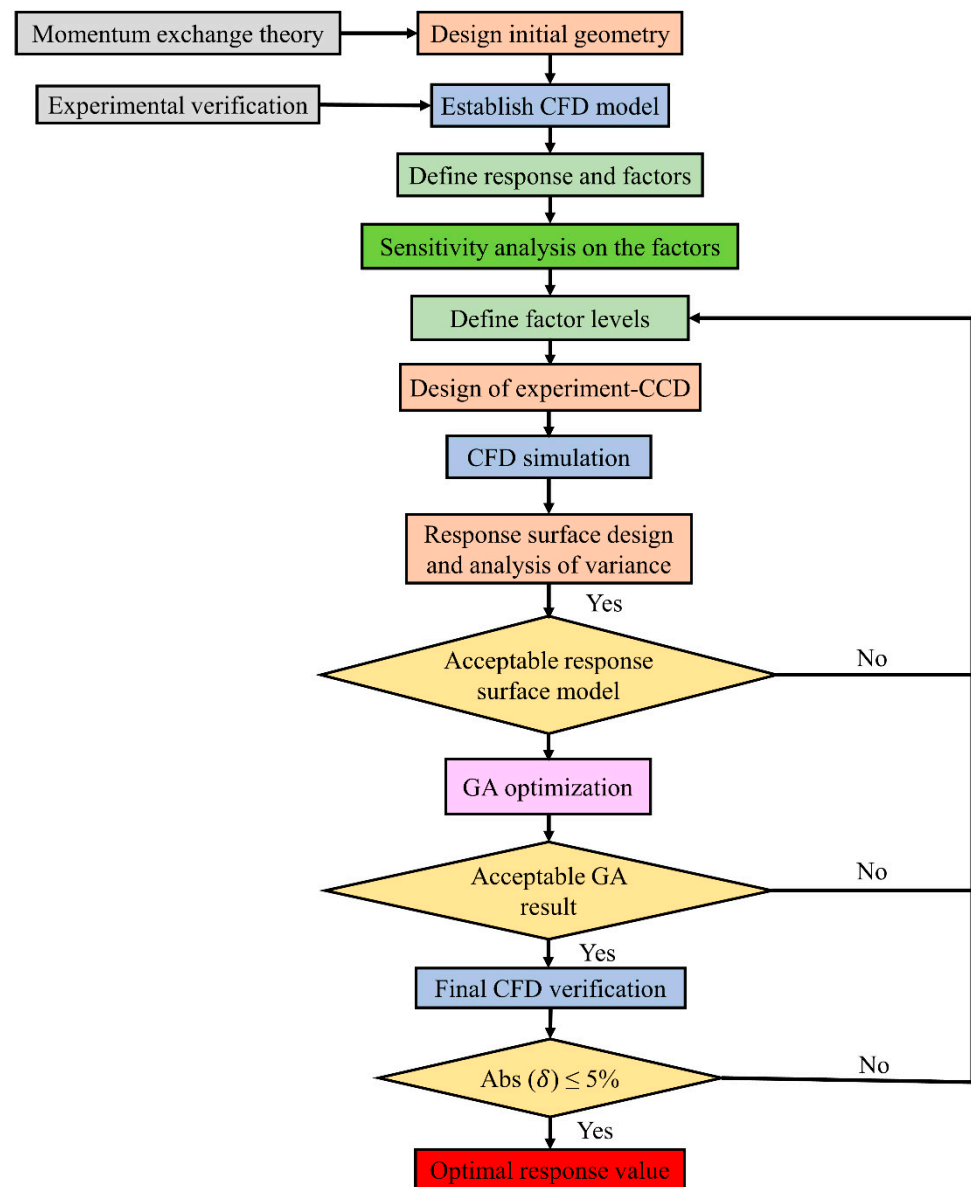 Momentum exchange theory
Design initial geometry
Experimental verification
Establish CFD model
Define response and factors
Sensitivity analysis on the factors
Define factor levels
Design of experiment-CCD
CFD simulation
Response surface design
and analysis of variance
Yes
Acceptable response
surface model
No
GA optimization
Acceptable GA
result
No
Yes
Final CFD verification
Abs (δ) ≤ 5%
No
Yes
Optimal response value